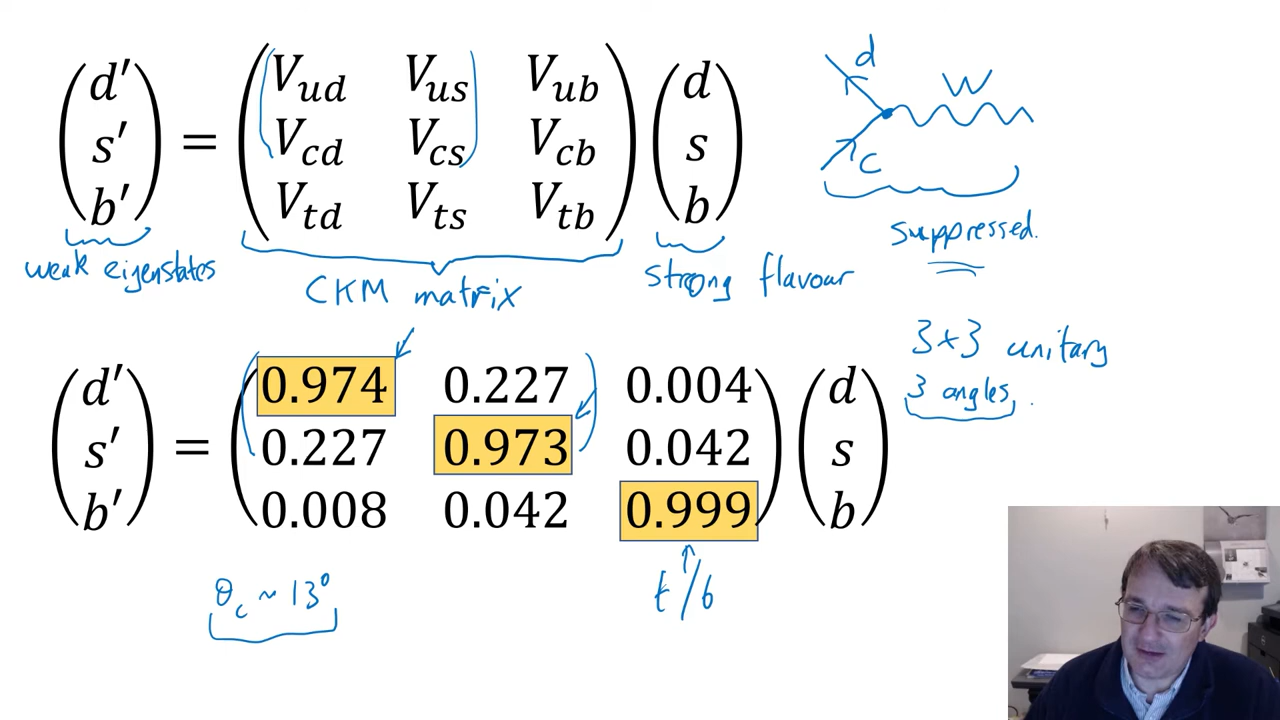 d′ s′ b′ = V_ud V_us V_ub d
V_cd V_cs V_cb s
V_td V_ts V_tb b
d
W
c
suppressed.
weak eigenstates
CKM matrix
strong flavour
3×3 unitary
3 angles.
d′ = 0.974 0.227 0.004 d
s′ 0.227 0.973 0.042 s
b′ 0.008 0.042 0.999 b
θ_c ~ 13°
t/b